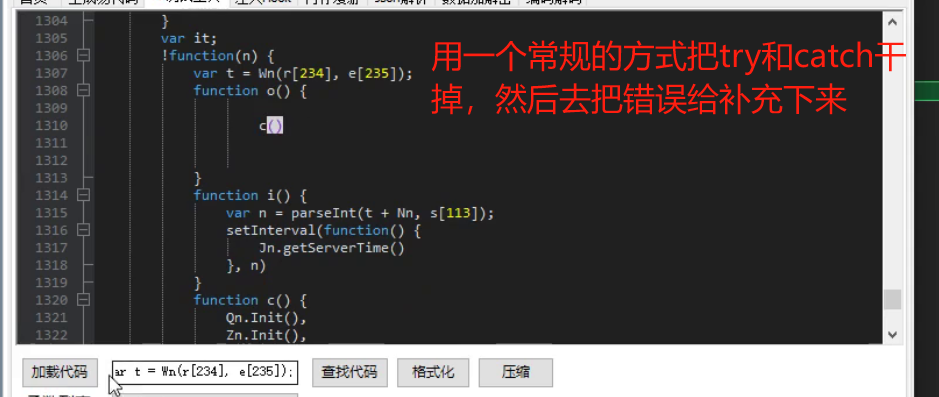 1304 }
1305 var it;
1306 !function(n) {
1307 var t = Wn(r[234], e[235]);
1308 function o() {
1309
1310 c()
1311
1312
1313 }
1314 function i() {
1315 var n = parseInt(t + Nn, s[113]);
1316 setInterval(function() {
1317 Jn.getServerTime()
1318 }, n)
1319 }
1320 function c() {
1321 Qn.Init(),
1322 Zn.Init(),
用一个常规的方式把try和catch干
掉，然后去把错误给补充下来
加载代码 ar t = Wn(r[234], e[235]); 查找代码 格式化 压缩